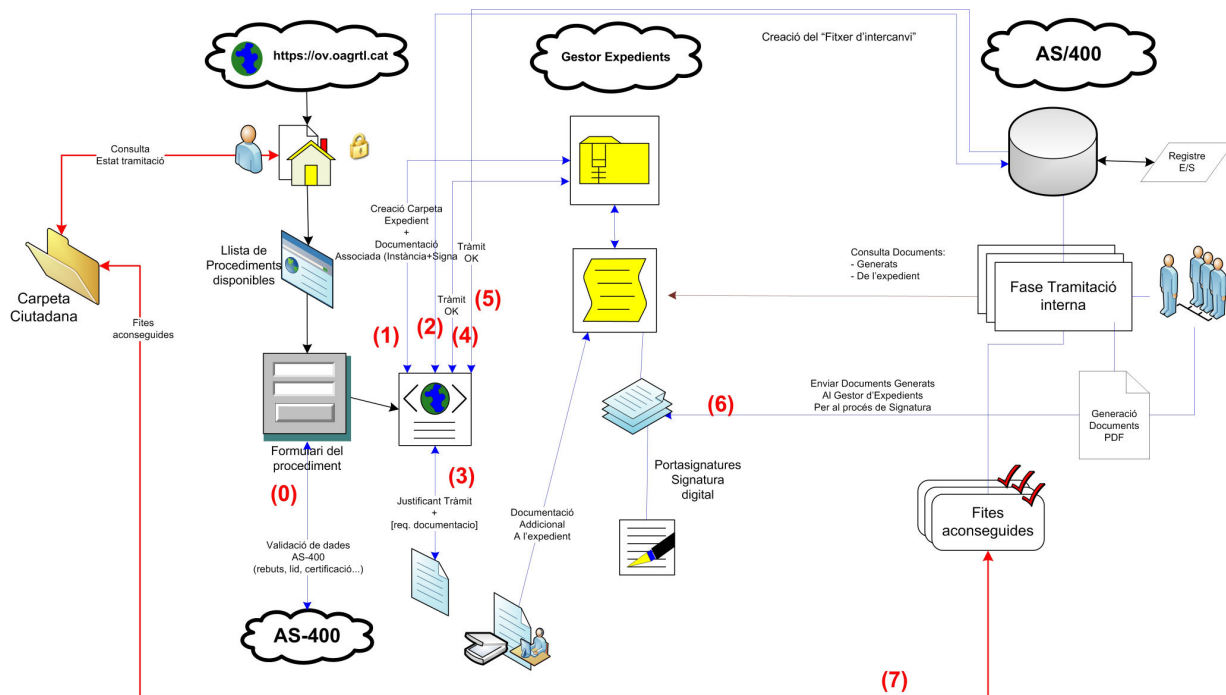 https://ov.oagrtl.cat
Gestor Expedients
Creació del "Fitxer d'intercanvi"
AS/400
Consulta
Estat tramitació
Registre
E/S
Creació Carpeta
Expedient
+
Documentació
Associada (Instància+Signa
Tràmit
OK
Llista de
Procediments
disponibles
Consulta Documents:
- Generats
- De l'expedient
Fase Tramitació
interna
Carpeta
Ciutadana
Fites
aconseguides
(1)
(2)
Tràmit
OK
(4)
(5)
Enviar Documents Generats
Al Gestor d'Expedients
Per al procés de Signatura
(6)
Generació
Documents
PDF
Formulari del
procediment
(0)
(3)
Portasignatures
Signatura
digital
Justificant Tràmit
+
[req. documentacio]
Documentació
Addicional
A l'expedient
Fites
aconseguides
Validació de dades
AS-400
(rebuts, lid, certificació...)
AS-400
(7)